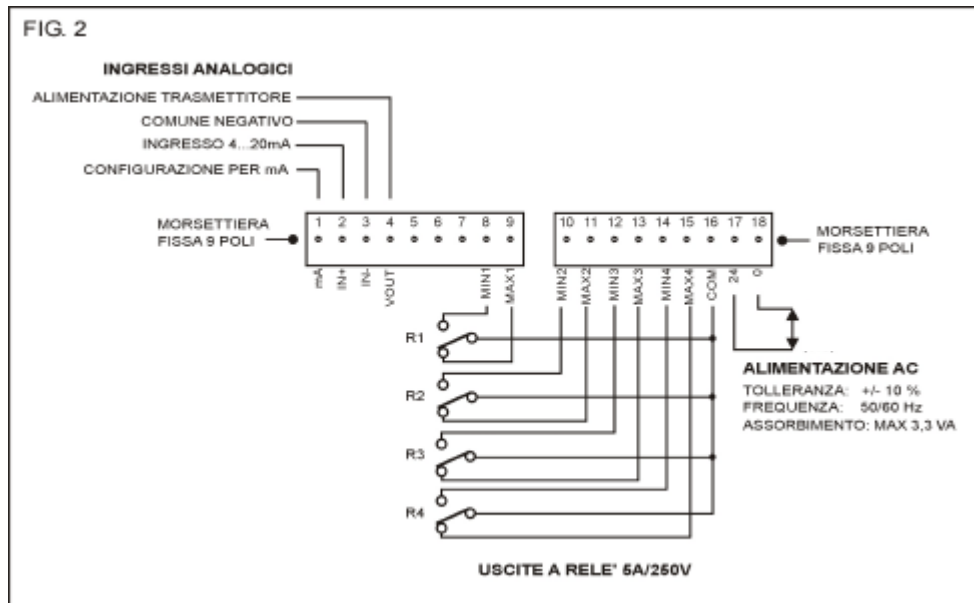 FIG. 2
INGRESSI ANALOGICI
ALIMENTAZIONE TRASMETTITORE
COMUNE NEGATIVO
INGRESSO 4...20mA
CONFIGURAZIONE PER mA
MORSETTIERA
FISSA 9 POLI
1 2 3 4 5 6 7 8 9
10 11 12 13 14 15 16 17 18
MORSETTIERA
FISSA 9 POLI
mA
IN+
IN-
VOUT
MIN1
MAX1
MIN2
MAX2
MIN3
MAX3
MIN4
MAX4
COM
24
0
R1
R2
R3
R4
ALIMENTAZIONE AC
TOLLERANZA: +/- 10 %
FREQUENZA: 50/60 Hz
ASSORBIMENTO: MAX 3,3 VA
USCITE A RELE' 5A/250V